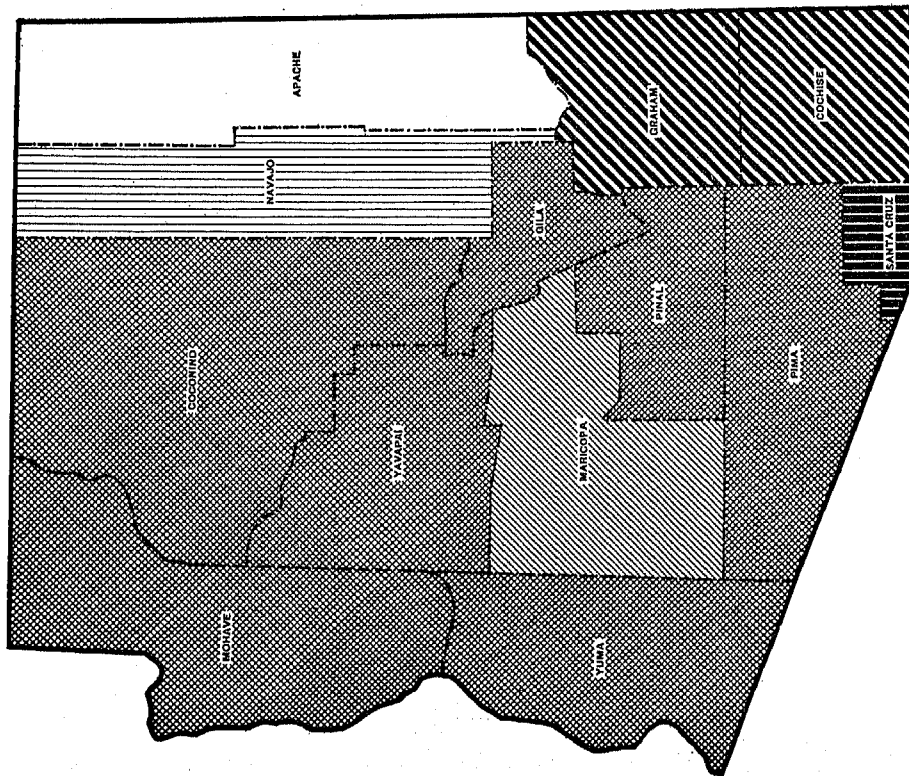 APACHE
NAVAJO
COCONINO
MOHAVE
YAVAPAI
GILA
GRAHAM
MARICOPA
PINAL
YUMA
PIMA
COCHISE
SANTA CRUZ